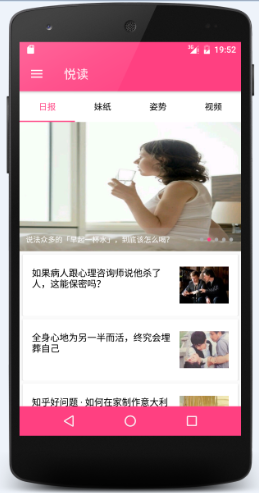 3G 19:52
悦读
日报 妹纸 姿势 视频
说法众多的「早起一杯水」，到底该怎么喝？
如果病人跟心理咨询师说他杀了
人，这能保密吗？
全身心地为另一半而活，终究会埋
葬自己
知乎好问题 · 如何在家制作意大利